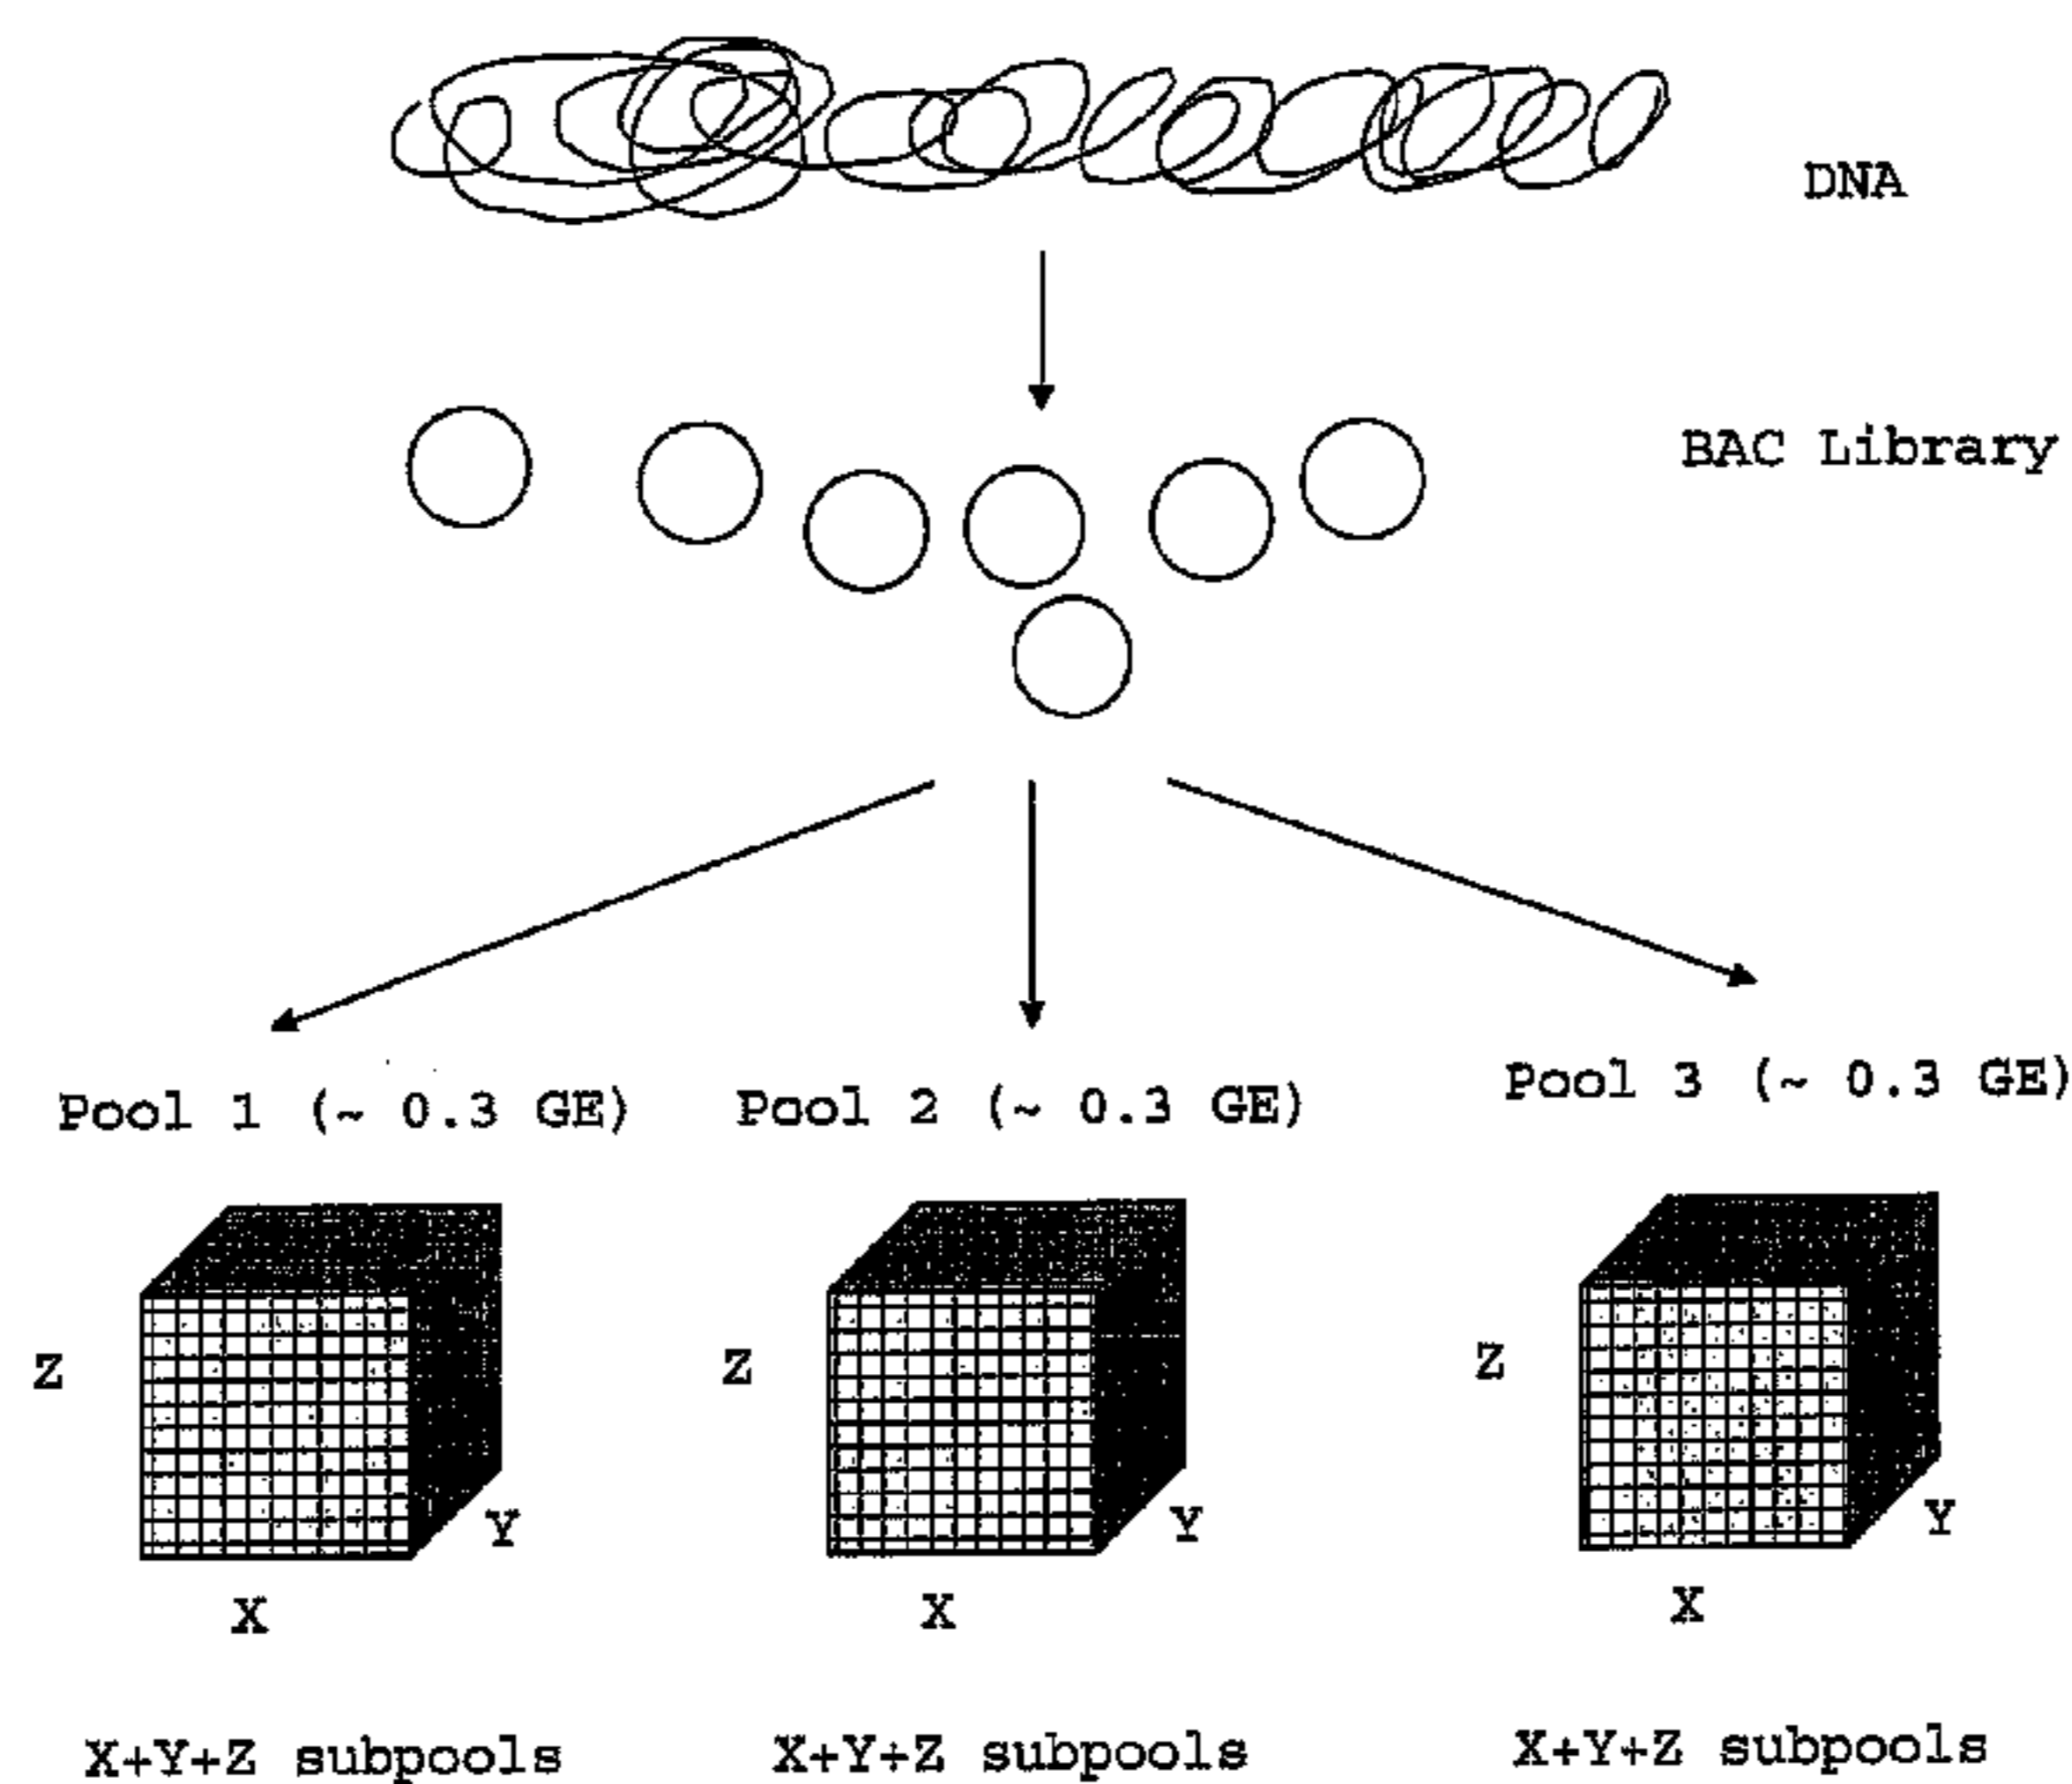 DNA
BAC Library
Pool 1 (~ 0.3 GE)
Pool 2 (~ 0.3 GE)
Pool 3 (~ 0.3 GE)
Z
Y
X
Z
Y
X
Z
Y
X
X+Y+Z subpools
X+Y+Z subpools
X+Y+Z subpools